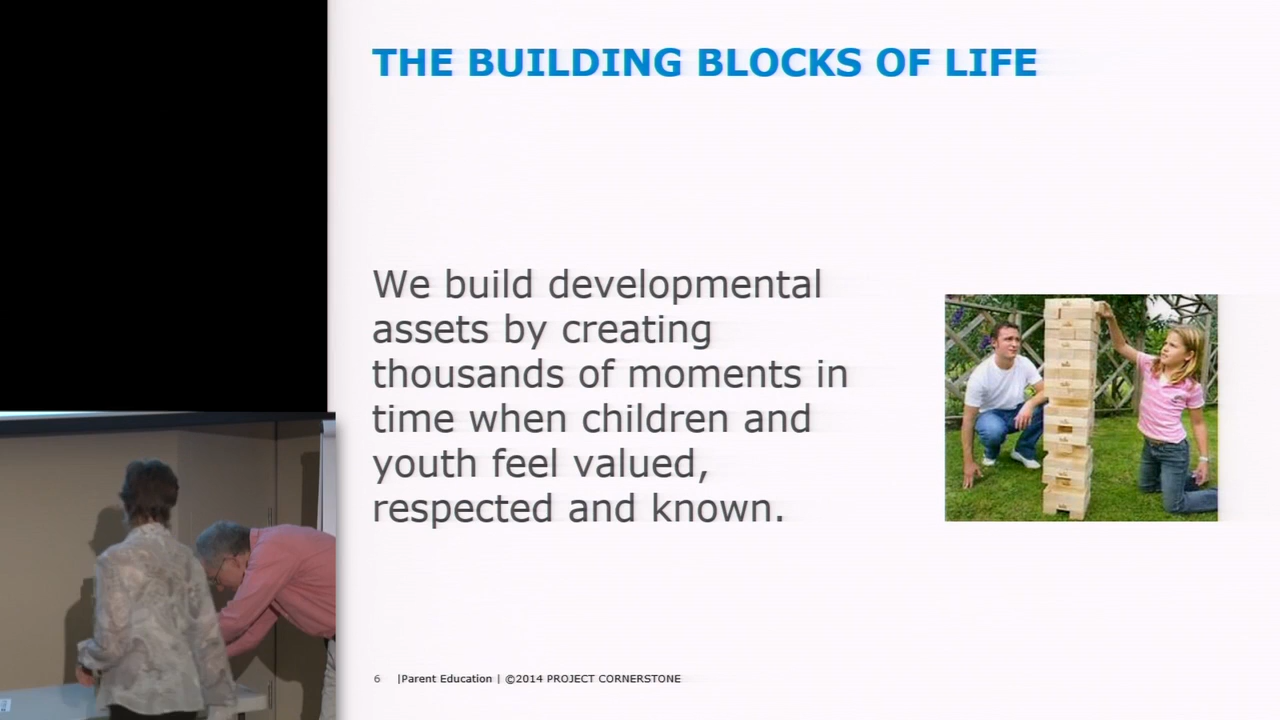 THE BUILDING BLOCKS OF LIFE
We build developmental
assets by creating
thousands of moments in
time when children and
youth feel valued,
respected and known.
6 |Parent Education | ©2014 PROJECT CORNERSTONE